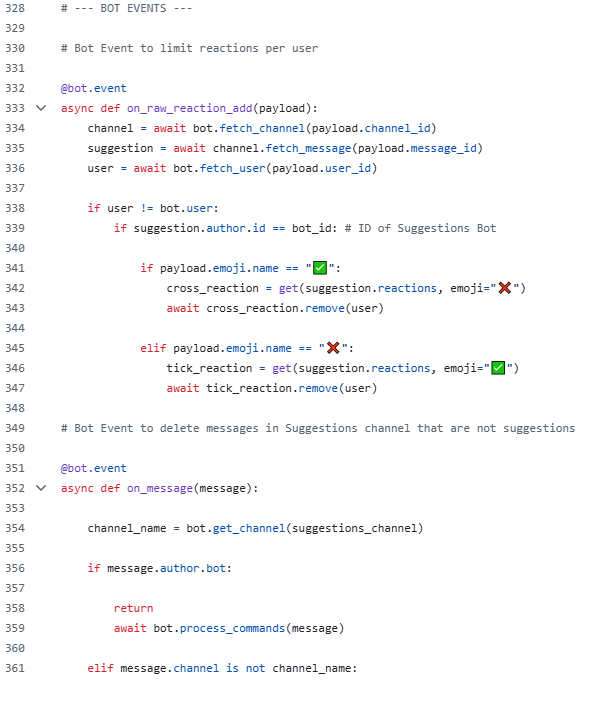 328 # --- BOT EVENTS ---
329
330 # Bot Event to limit reactions per user
331
332 @bot.event
333 async def on_raw_reaction_add(payload):
334     channel = await bot.fetch_channel(payload.channel_id)
335     suggestion = await channel.fetch_message(payload.message_id)
336     user = await bot.fetch_user(payload.user_id)
337
338     if user != bot.user:
339         if suggestion.author.id == bot_id: # ID of Suggestions Bot
340
341             if payload.emoji.name == "✅":
342                 cross_reaction = get(suggestion.reactions, emoji="❌")
343                 await cross_reaction.remove(user)
344
345             elif payload.emoji.name == "❌":
346                 tick_reaction = get(suggestion.reactions, emoji="✅")
347                 await tick_reaction.remove(user)
348
349 # Bot Event to delete messages in Suggestions channel that are not suggestions
350
351 @bot.event
352 async def on_message(message):
353
354     channel_name = bot.get_channel(suggestions_channel)
355
356     if message.author.bot:
357
358         return
359         await bot.process_commands(message)
360
361     elif message.channel is not channel_name: